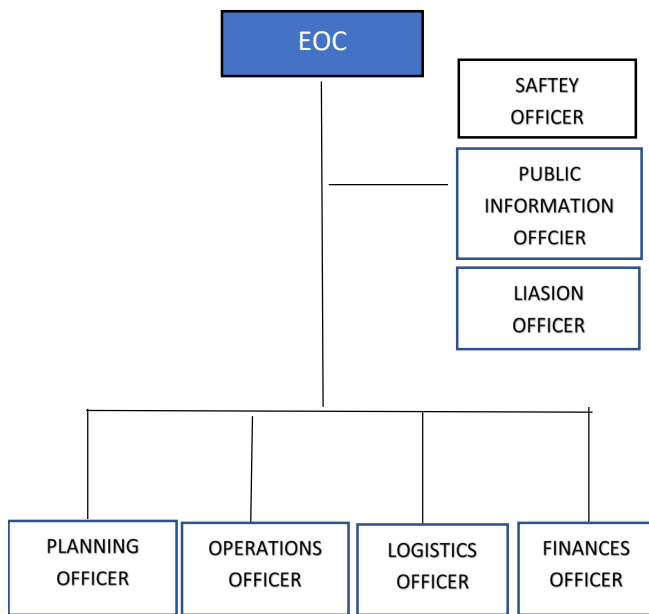 EOC
SAFTEY
OFFICER
PUBLIC
INFORMATION
OFFCIER
LIASION
OFFICER
PLANNING
OFFICER
OPERATIONS
OFFICER
LOGISTICS
OFFICER
FINANCES
OFFICER